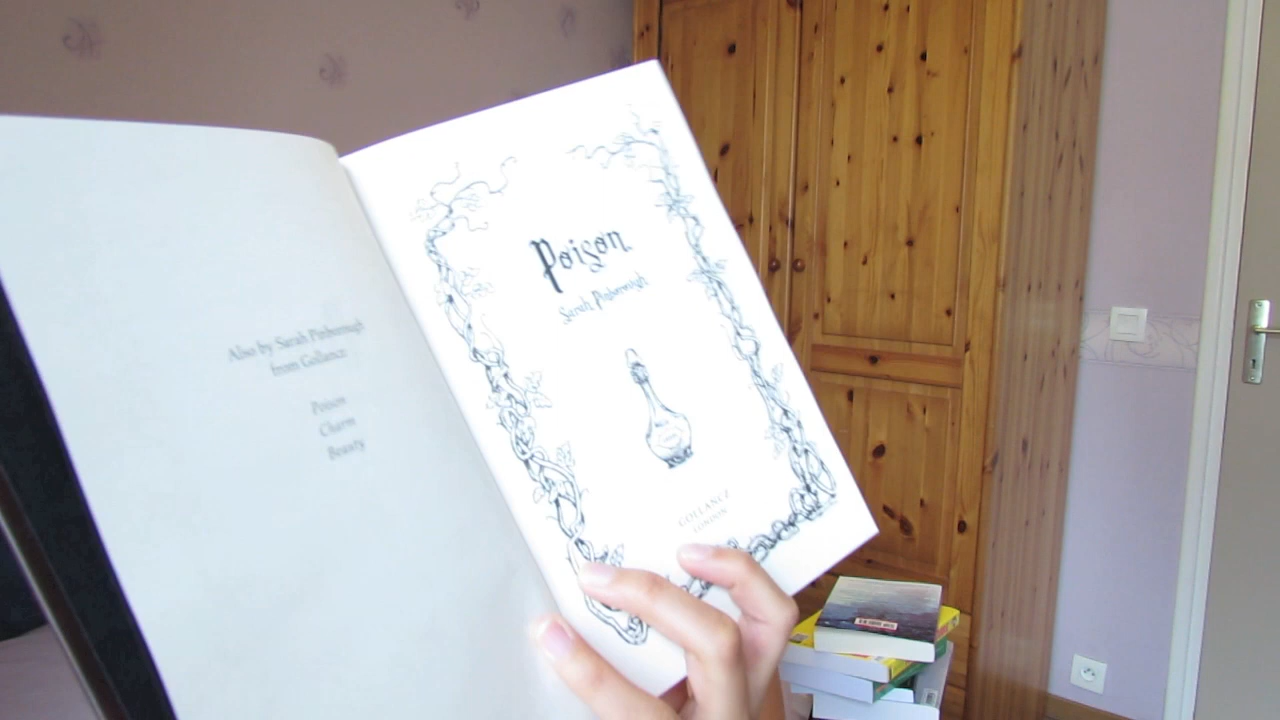 Also by Sarah Pinborough
from Gollancz
Poison
Charm
Beauty
Poison
Sarah Pinborough
GOLLANCZ
LONDON